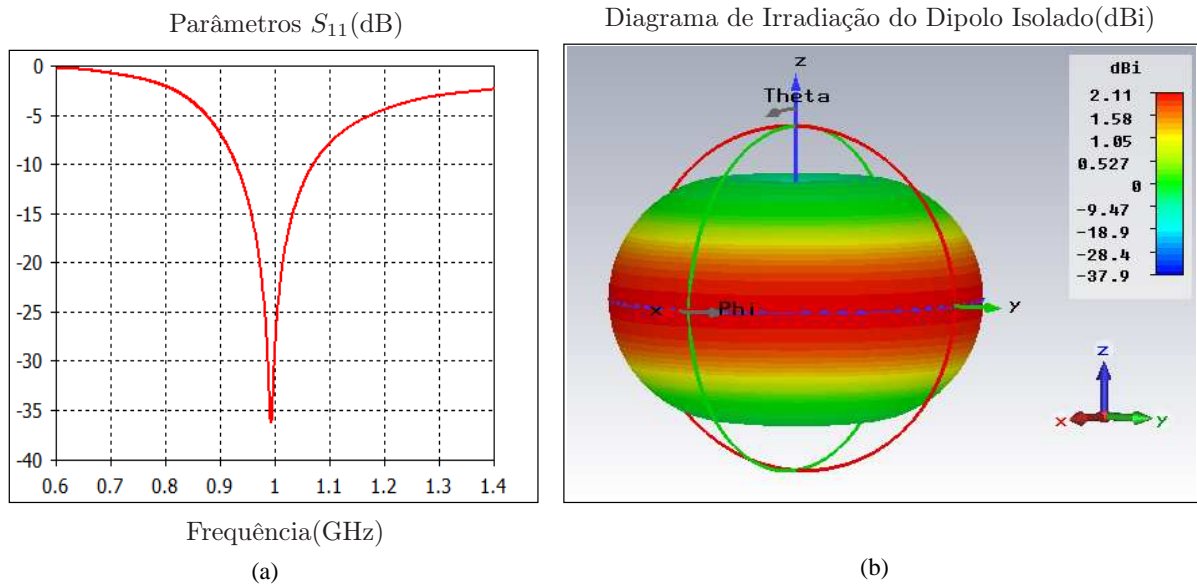 Parâmetros S₁₁(dB)
0
-5
-10
-15
-20
-25
-30
-35
-40
0.6 0.7 0.8 0.9 1 1.1 1.2 1.3 1.4
Frequência(GHz)
(a)
Diagrama de Irradiação do Dipolo Isolado(dBi)
z
Theta
x
Phi
y
dBi
2.11
1.58
1.05
0.527
0
-9.47
-18.9
-28.4
-37.9
z
x
y
(b)